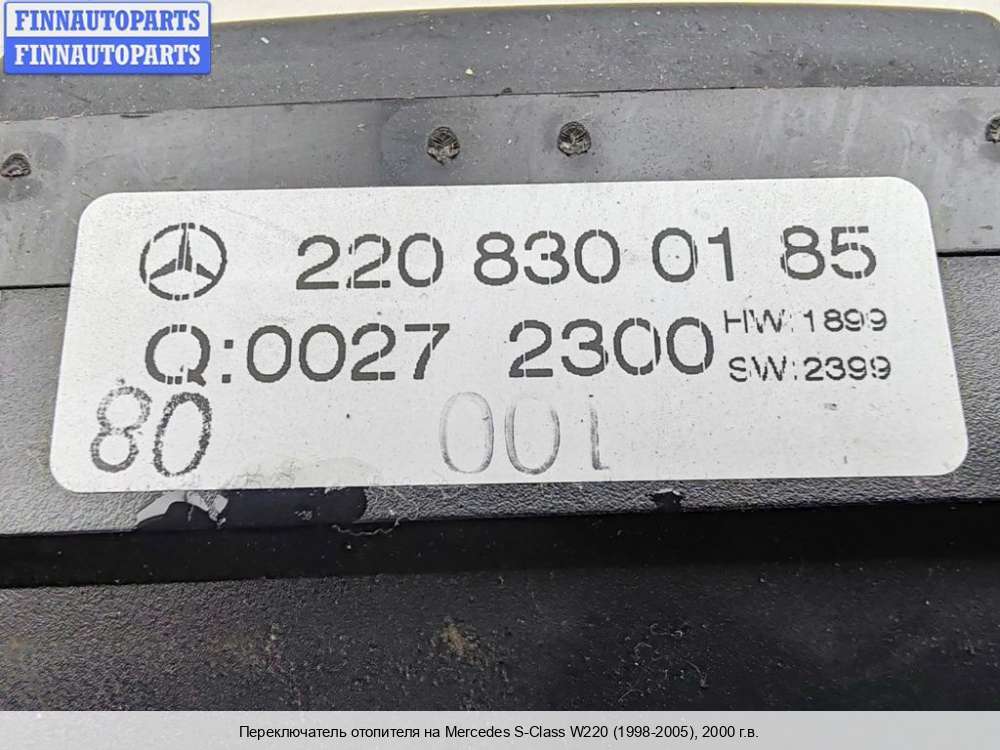 FINNAUTOPARTS
FINNAUTOPARTS
220 830 01 85
Q:0027 2300 HW:1899
SW:2399
80 001
Переключатель отопителя на Mercedes S-Class W220 (1998-2005), 2000 г.в.